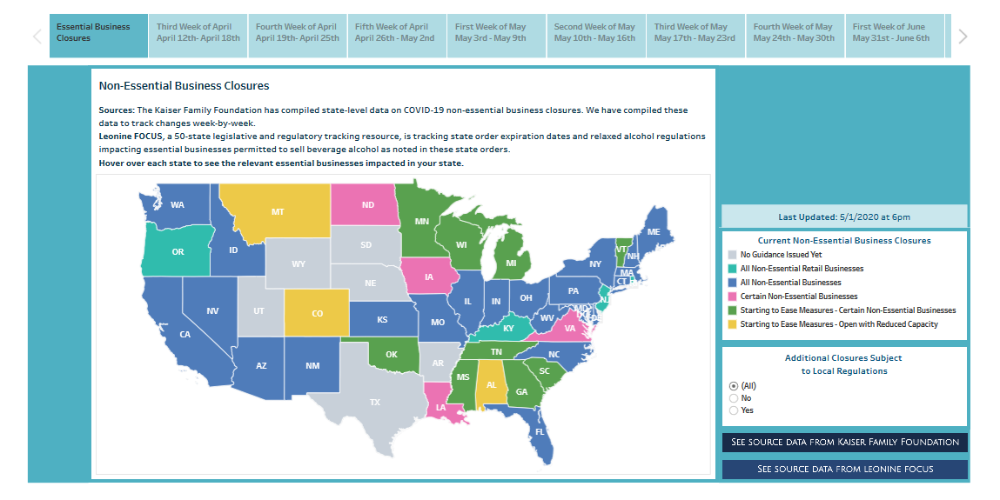 Essential Business
Closures
Third Week of April
April 12th- April 18th
Fourth Week of April
April 19th- April 25th
Fifth Week of April
April 26th - May 2nd
First Week of May
May 3rd - May 9th
Second Week of May
May 10th - May 16th
Third Week of May
May 17th - May 23rd
Fourth Week of May
May 24th - May 30th
First Week of June
May 31st - June 6th
Non-Essential Business Closures
Sources: The Kaiser Family Foundation has compiled state-level data on COVID-19 non-essential business closures. We have compiled these
data to track changes week-by-week.
Leonine FOCUS, a 50-state legislative and regulatory tracking resource, is tracking state order expiration dates and relaxed alcohol regulations
impacting essential businesses permitted to sell beverage alcohol as noted in these state orders.
Hover over each state to see the relevant essential businesses impacted in your state.
WA
MT
ND
MN
ME
OR
ID
SD
WI
VT
NH
WY
MI
NY
MA
NE
IA
CT
PA
NJ
NV
UT
CO
IL
IN
OH
MD
DE
KS
MO
WV
CA
KY
VA
AZ
NM
OK
AR
TN
NC
MS
AL
GA
SC
TX
LA
FL
Last Updated: 5/1/2020 at 6pm
Current Non-Essential Business Closures
No Guidance Issued Yet
All Non-Essential Retail Businesses
All Non-Essential Businesses
Certain Non-Essential Businesses
Starting to Ease Measures - Certain Non-Essential Businesses
Starting to Ease Measures - Open with Reduced Capacity
Additional Closures Subject
to Local Regulations
(All)
No
Yes
SEE SOURCE DATA FROM KAISER FAMILY FOUNDATION
SEE SOURCE DATA FROM LEONINE FOCUS